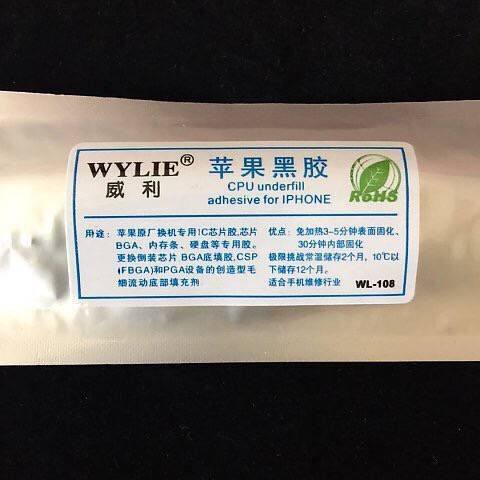 WYLIE®
威利
苹果黑胶
CPU underfill
adhesive for IPHONE
RoHS
用途：苹果原厂换机专用IC芯片胶,芯片
BGA、内存条、硬盘等专用胶。
更换倒装芯片 BGA底填胶,CSP
(FBGA)和PGA设备的创造型毛
细流动底部填充剂
优点：免加热3-5分钟表面固化、
30分钟内部固化
极限挑战常温储存2个月，10℃以
下储存12个月。
适合手机维修行业
WL-108